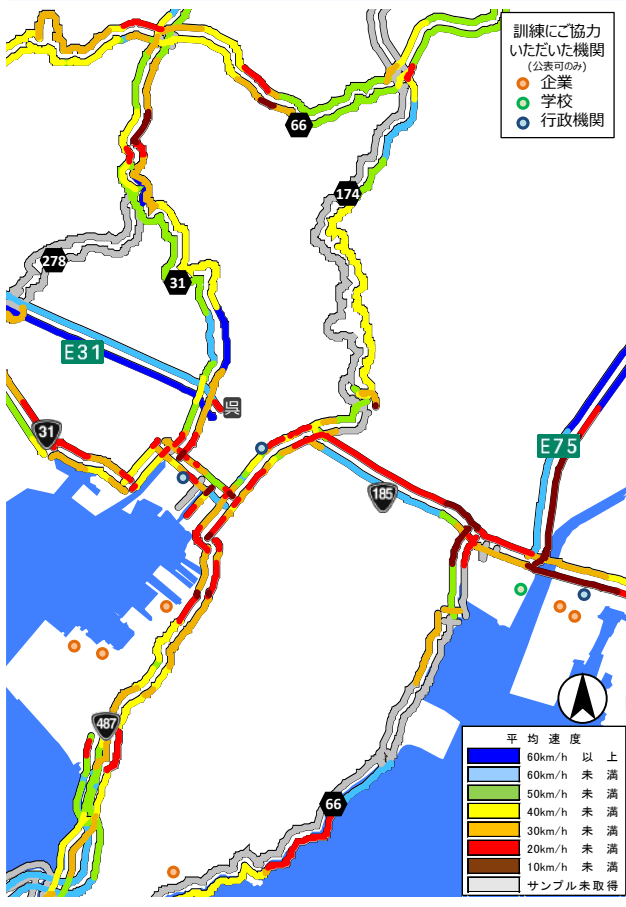 訓練にご協力
いただいた機関
(公表可のみ)
企業
学校
行政機関
66
174
278
31
E31
呉
31
E75
185
487
66
平均速度
60km/h 以上
60km/h 未満
50km/h 未満
40km/h 未満
30km/h 未満
20km/h 未満
10km/h 未満
サンプル未取得